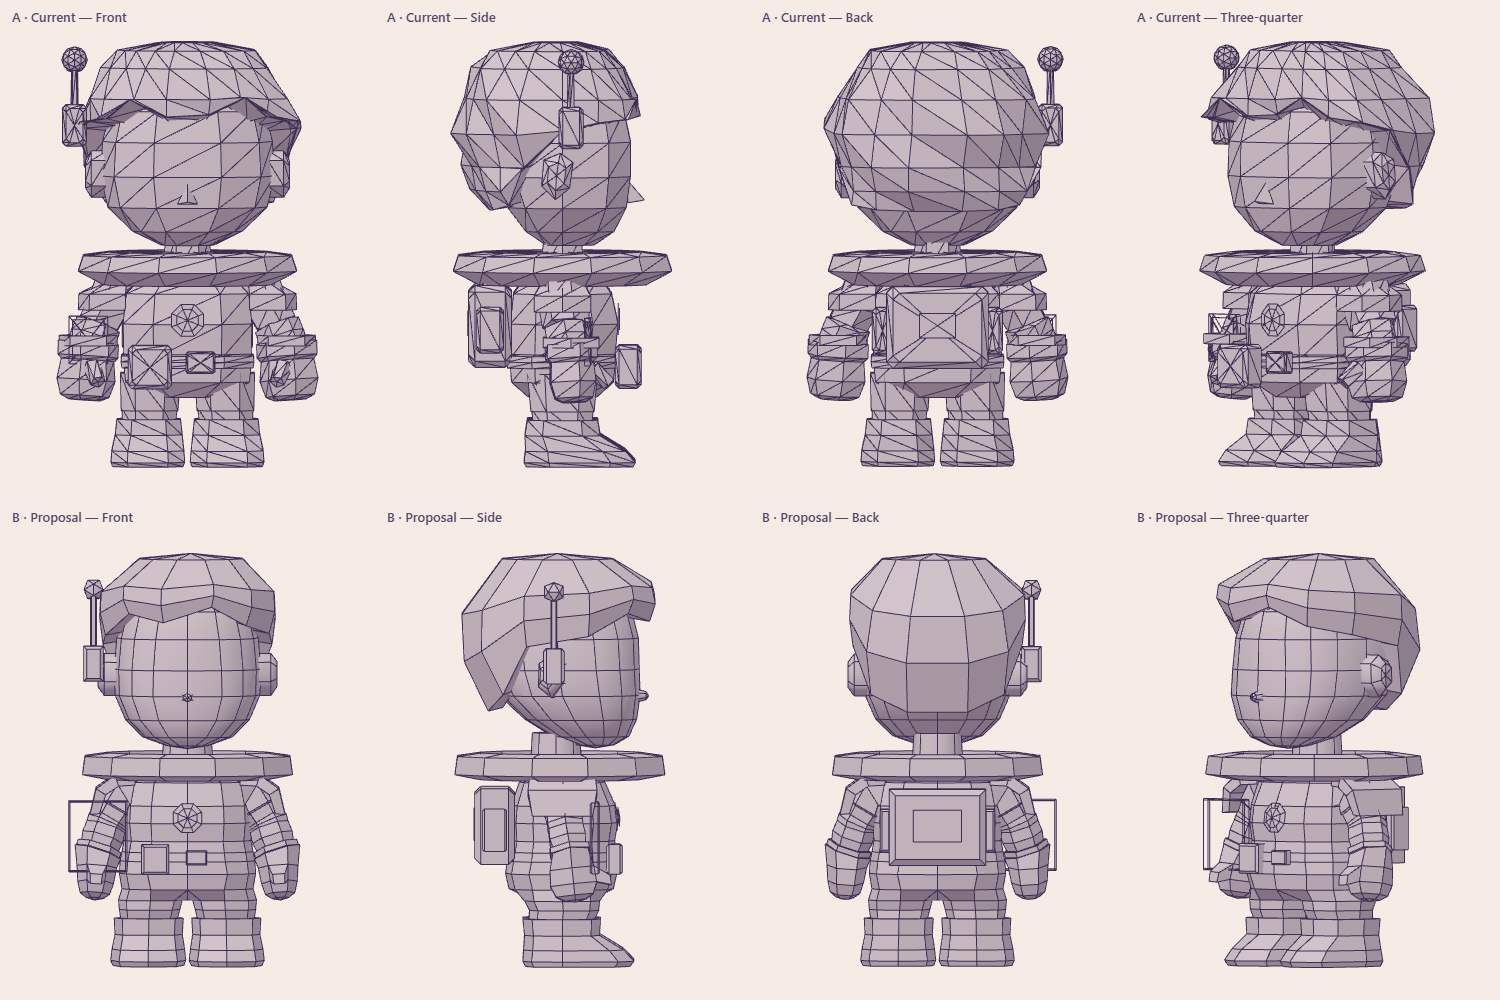 A · Current — Front
A · Current — Side
A · Current — Back
A · Current — Three-quarter
B · Proposal — Front
B · Proposal — Side
B · Proposal — Back
B · Proposal — Three-quarter